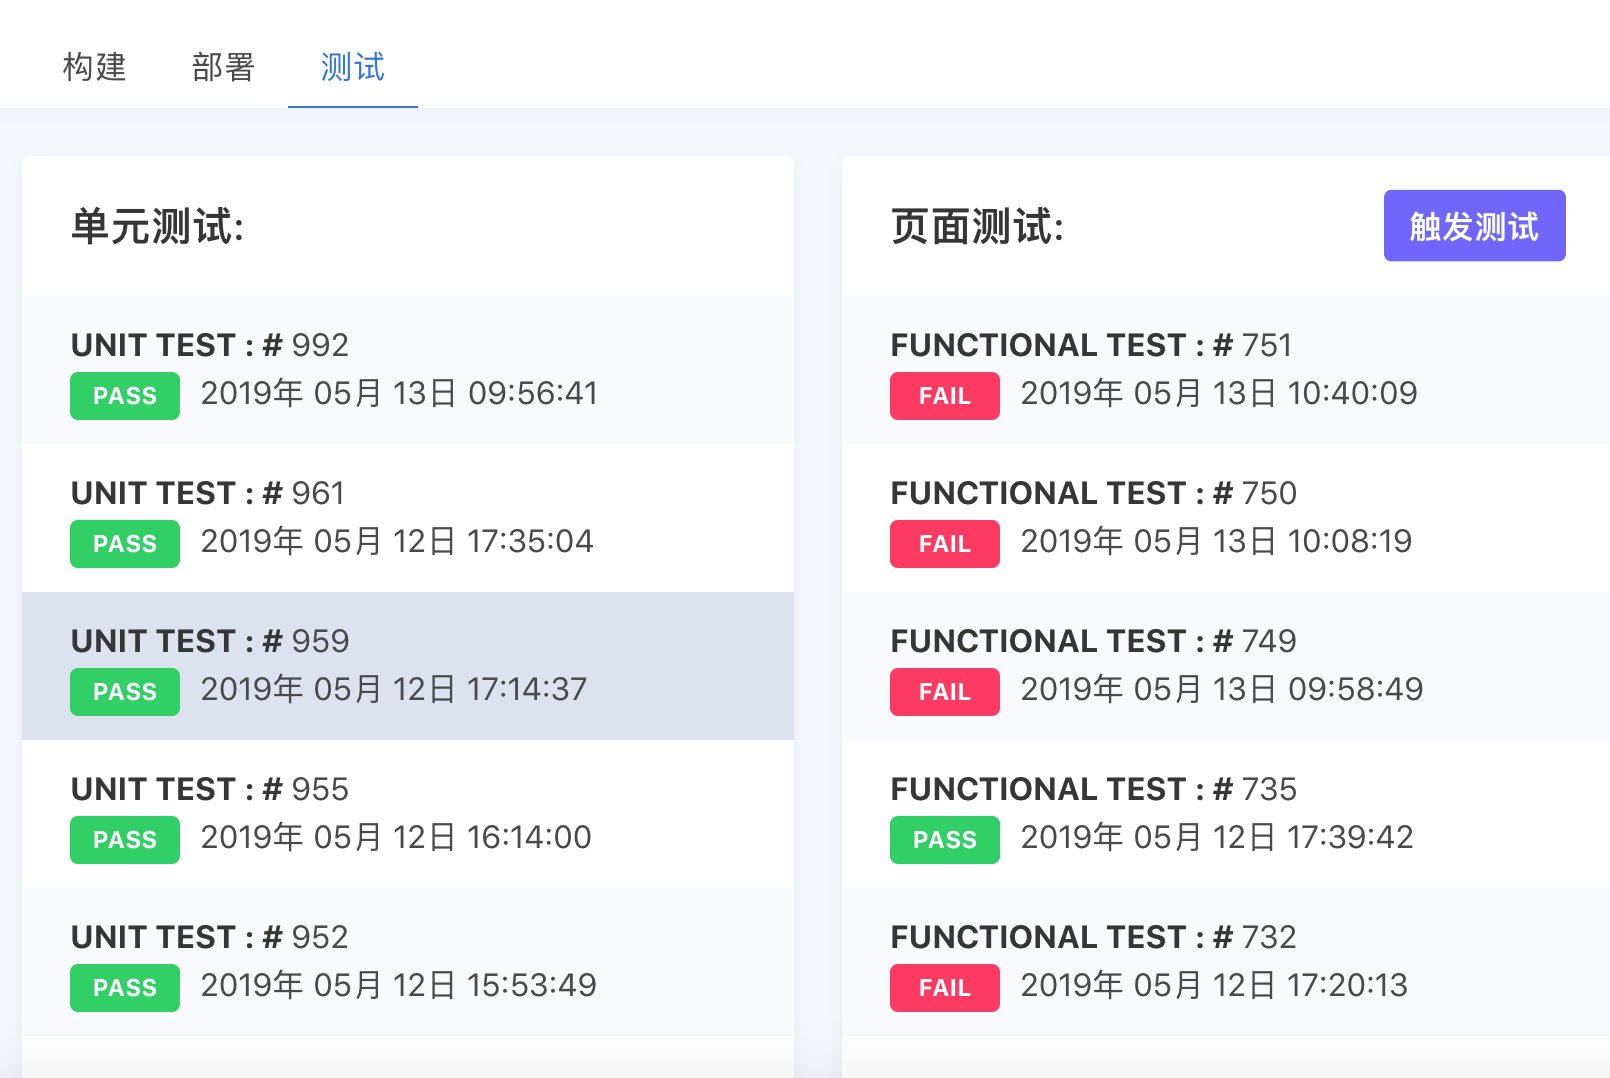 构建 部署 测试
单元测试:
UNIT TEST : # 992
PASS 2019年 05月 13日 09:56:41
UNIT TEST : # 961
PASS 2019年 05月 12日 17:35:04
UNIT TEST : # 959
PASS 2019年 05月 12日 17:14:37
UNIT TEST : # 955
PASS 2019年 05月 12日 16:14:00
UNIT TEST : # 952
PASS 2019年 05月 12日 15:53:49
页面测试: 触发测试
FUNCTIONAL TEST : # 751
FAIL 2019年 05月 13日 10:40:09
FUNCTIONAL TEST : # 750
FAIL 2019年 05月 13日 10:08:19
FUNCTIONAL TEST : # 749
FAIL 2019年 05月 13日 09:58:49
FUNCTIONAL TEST : # 735
PASS 2019年 05月 12日 17:39:42
FUNCTIONAL TEST : # 732
FAIL 2019年 05月 12日 17:20:13